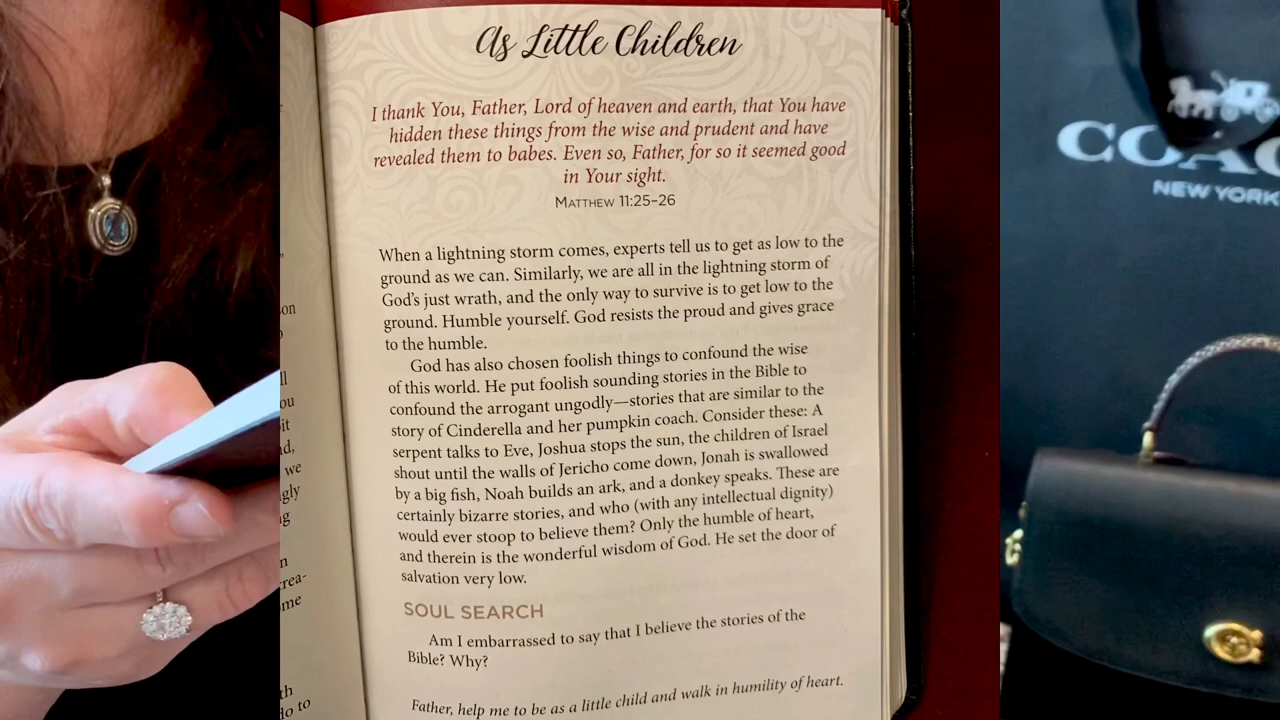 As Little Children
I thank You, Father, Lord of heaven and earth, that You have
hidden these things from the wise and prudent and have
revealed them to babes. Even so, Father, for so it seemed good
in Your sight.
Matthew 11:25–26
When a lightning storm comes, experts tell us to get as low to the
ground as we can. Similarly, we are all in the lightning storm of
God's just wrath, and the only way to survive is to get low to the
ground. Humble yourself. God resists the proud and gives grace
to the humble.
God has also chosen foolish things to confound the wise
of this world. He put foolish sounding stories in the Bible to
confound the arrogant ungodly—stories that are similar to the
story of Cinderella and her pumpkin coach. Consider these: A
serpent talks to Eve, Joshua stops the sun, the children of Israel
shout until the walls of Jericho come down, Jonah is swallowed
by a big fish, Noah builds an ark, and a donkey speaks. These are
certainly bizarre stories, and who (with any intellectual dignity)
would ever stoop to believe them? Only the humble of heart,
and therein is the wonderful wisdom of God. He set the door of
salvation very low.
SOUL SEARCH
Am I embarrassed to say that I believe the stories of the
Bible? Why?
Father, help me to be as a little child and walk in humility of heart.
we
do to
COAC
NEW YORK